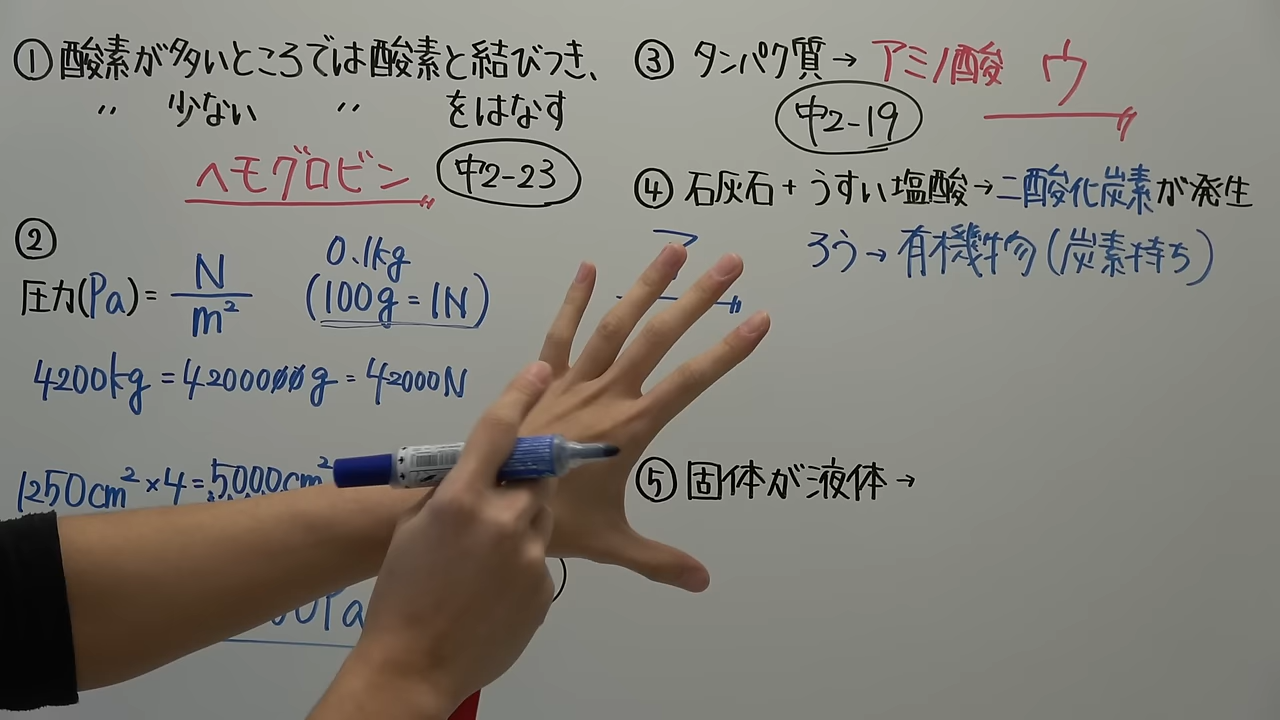 ① 酸素が多いところでは酸素と結びつき、
〃 少ない 〃 をはなす
ヘモグロビン 中2-23
②
圧力(Pa) = N/m²
0.1kg
(100g = 1N)
4200kg = 4200000g = 42000N
1250cm² × 4 = 5000cm²
00Pa
③ タンパク質 → アミノ酸 ウ
中2-19
④ 石灰石 + うすい塩酸 → 二酸化炭素が発生
ろう → 有機物 (炭素持ち)
⑤ 固体が液体 →